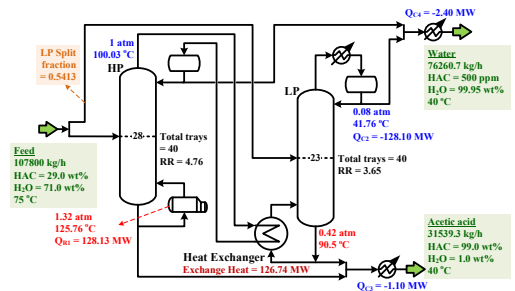 Q_C4 = -2.40 MW
LP Split
fraction
= 0.5413
1 atm
100.03 °C
HP
Water
76260.7 kg/h
HAC = 500 ppm
H₂O = 99.95 wt%
40 °C
LP
0.08 atm
41.76 °C
Q_C2 = -128.10 MW
Feed
107800 kg/h
HAC = 29.0 wt%
H₂O = 71.0 wt%
75 °C
28
Total trays
= 40
RR = 4.76
23
Total trays = 40
RR = 3.65
1.32 atm
125.76 °C
Q_R1 = 128.13 MW
0.42 atm
90.5 °C
Heat Exchanger
Exchange Heat = 126.74 MW
Acetic acid
31539.3 kg/h
HAC = 99.0 wt%
H₂O = 1.0 wt%
40 °C
Q_C3 = -1.10 MW